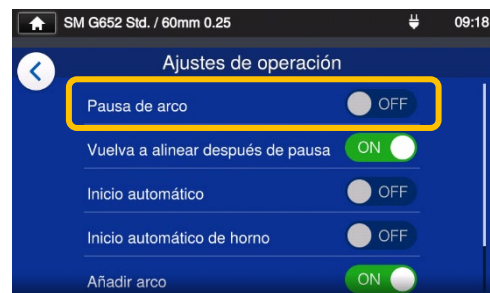 SM G652 Std. / 60mm 0.25 09:18
Ajustes de operación
Pausa de arco OFF
Vuelva a alinear después de pausa ON
Inicio automático OFF
Inicio automático de horno OFF
Añadir arco ON